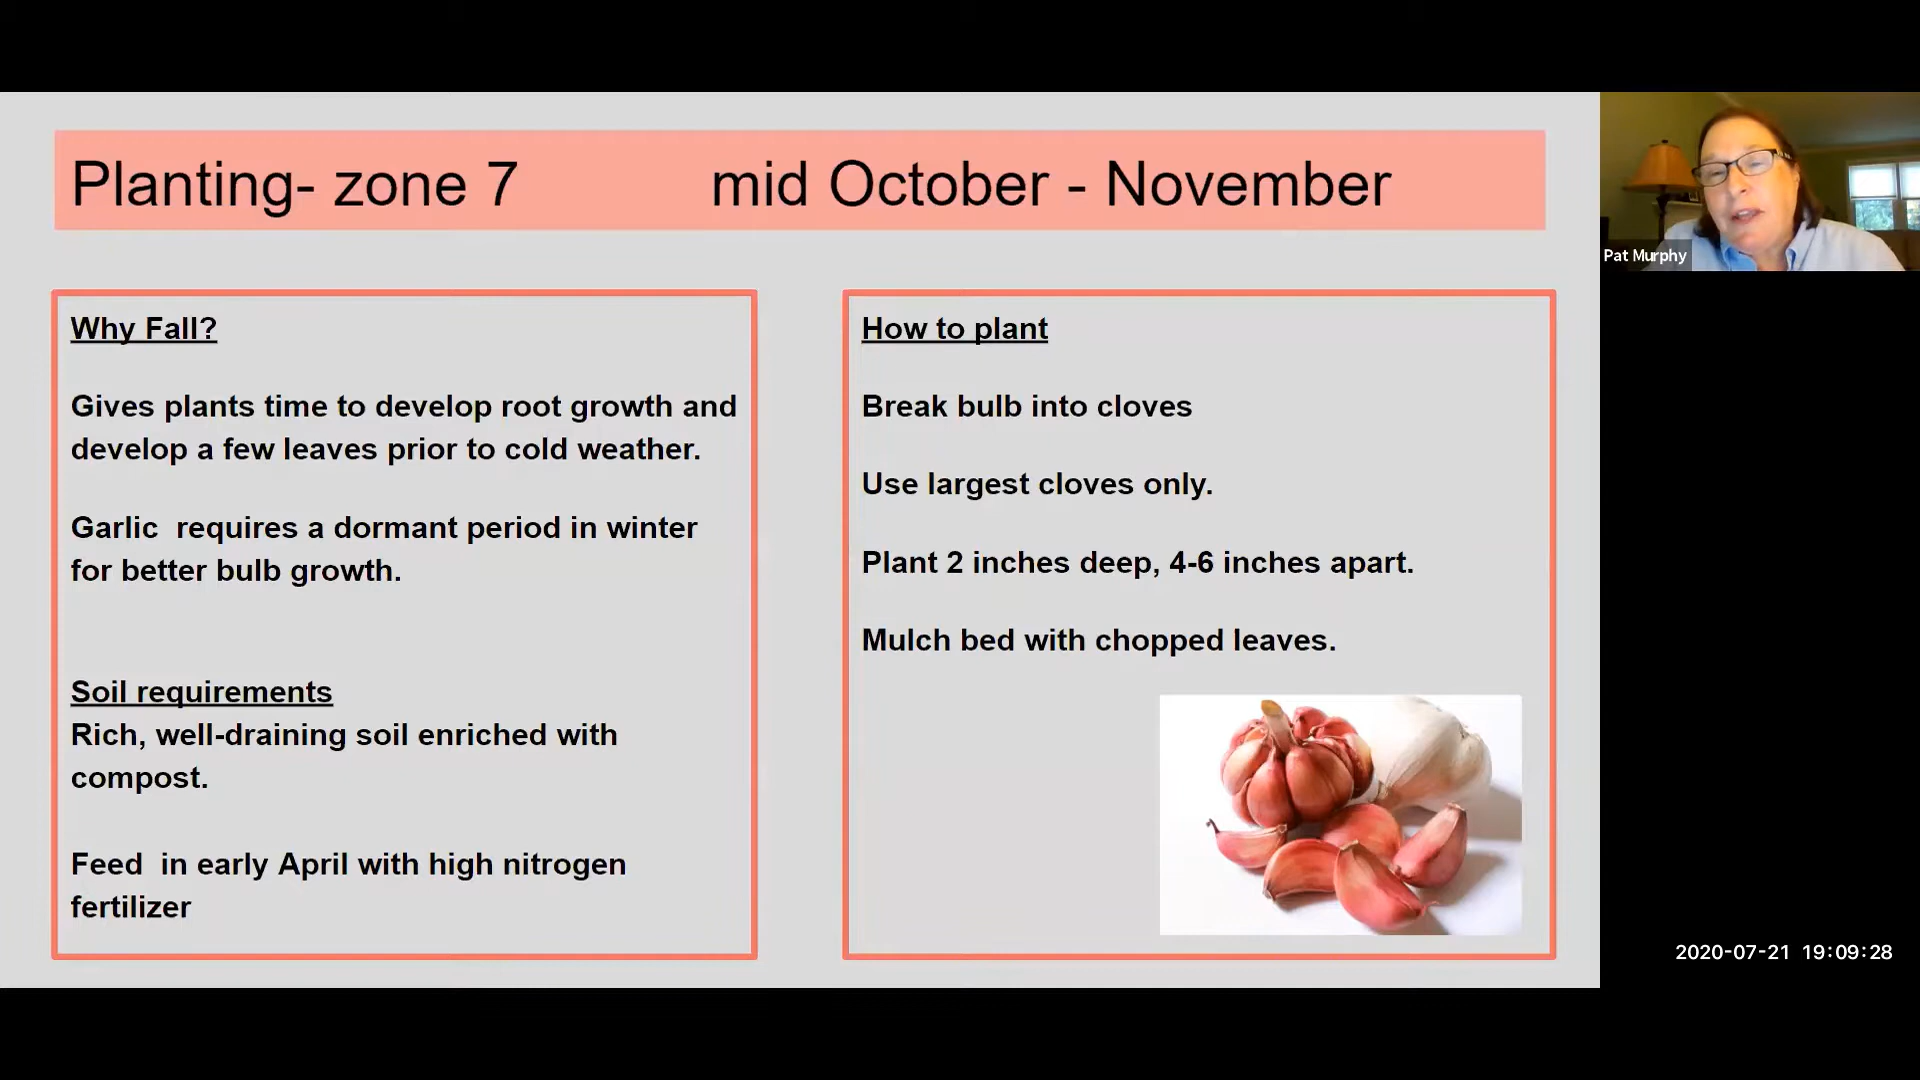 Planting- zone 7 mid October - November
Pat Murphy
Why Fall?
Gives plants time to develop root growth and
develop a few leaves prior to cold weather.
Garlic  requires a dormant period in winter
for better bulb growth.
Soil requirements
Rich, well-draining soil enriched with
compost.
Feed  in early April with high nitrogen
fertilizer
How to plant
Break bulb into cloves
Use largest cloves only.
Plant 2 inches deep, 4-6 inches apart.
Mulch bed with chopped leaves.
2020-07-21 19:09:28